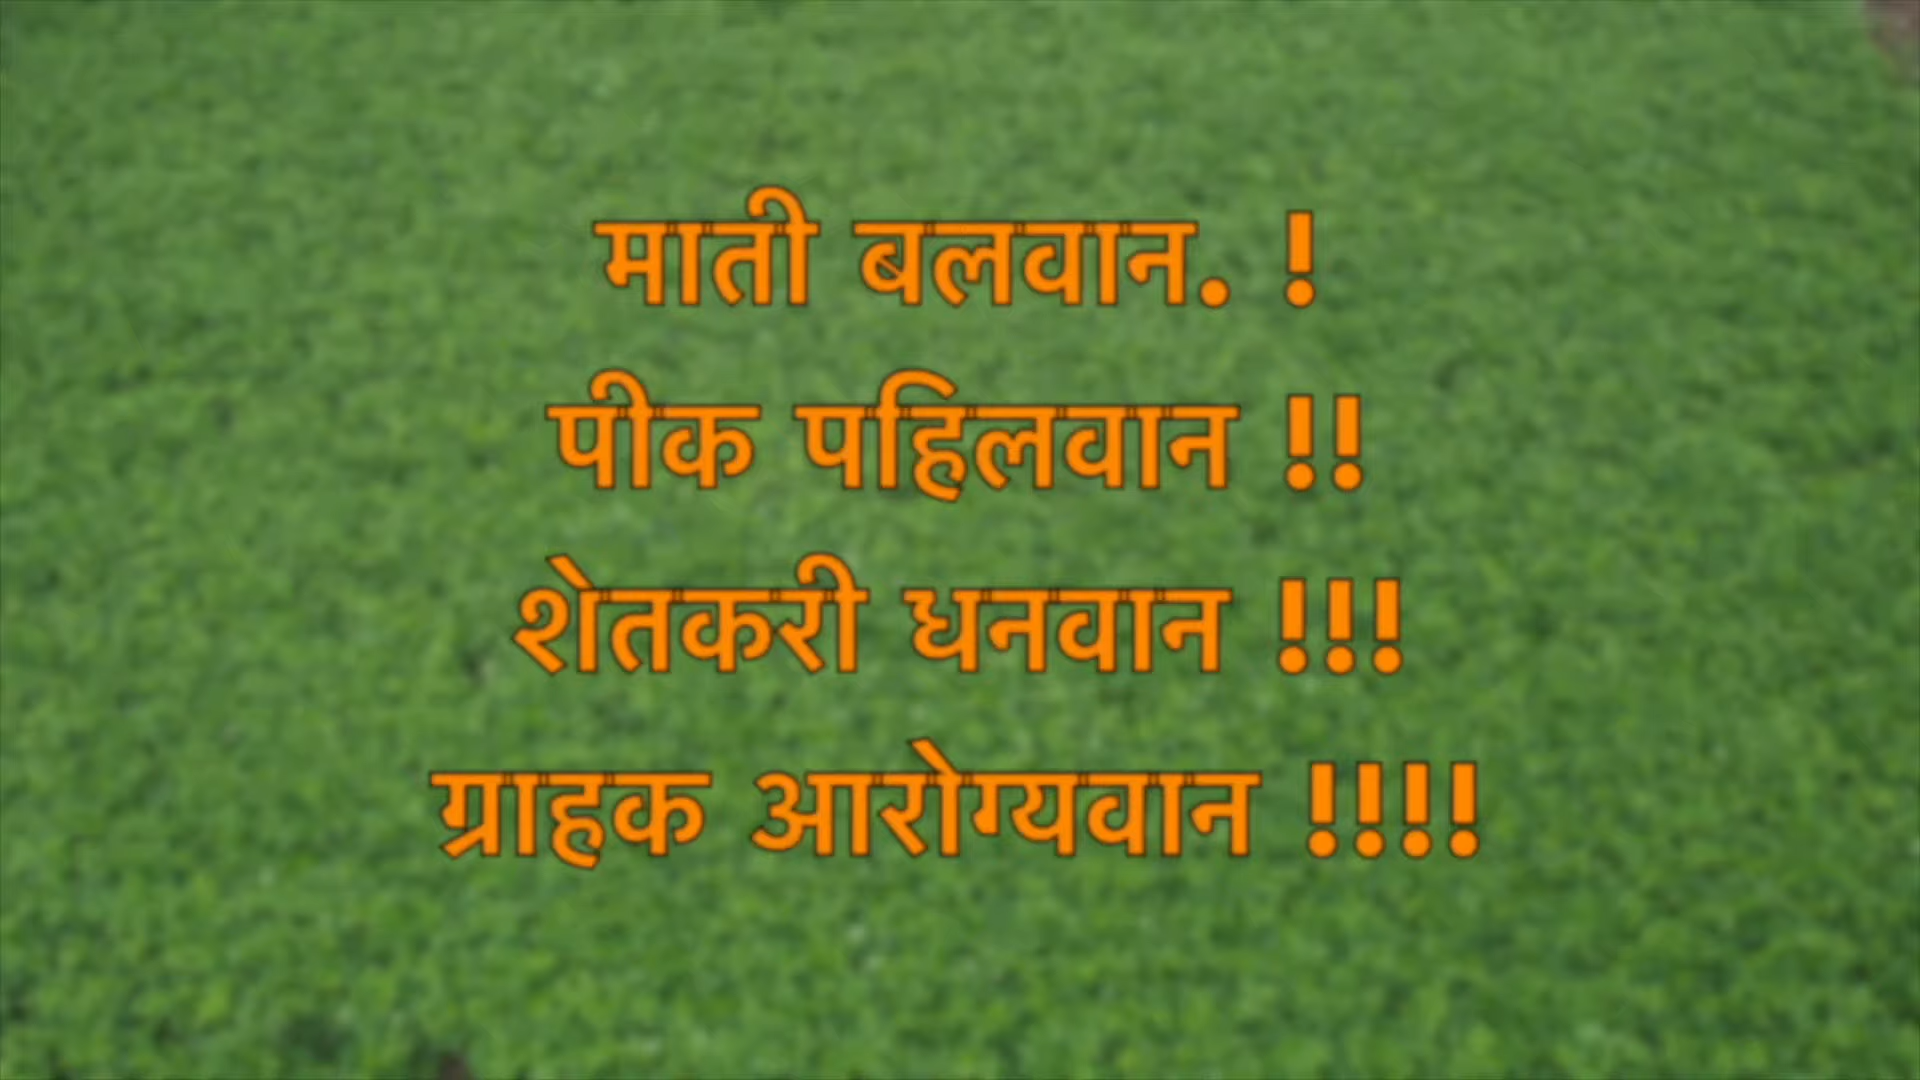 माती बलवान. !
पीक पहिलवान !!
शेतकरी धनवान !!!
ग्राहक आरोग्यवान !!!!